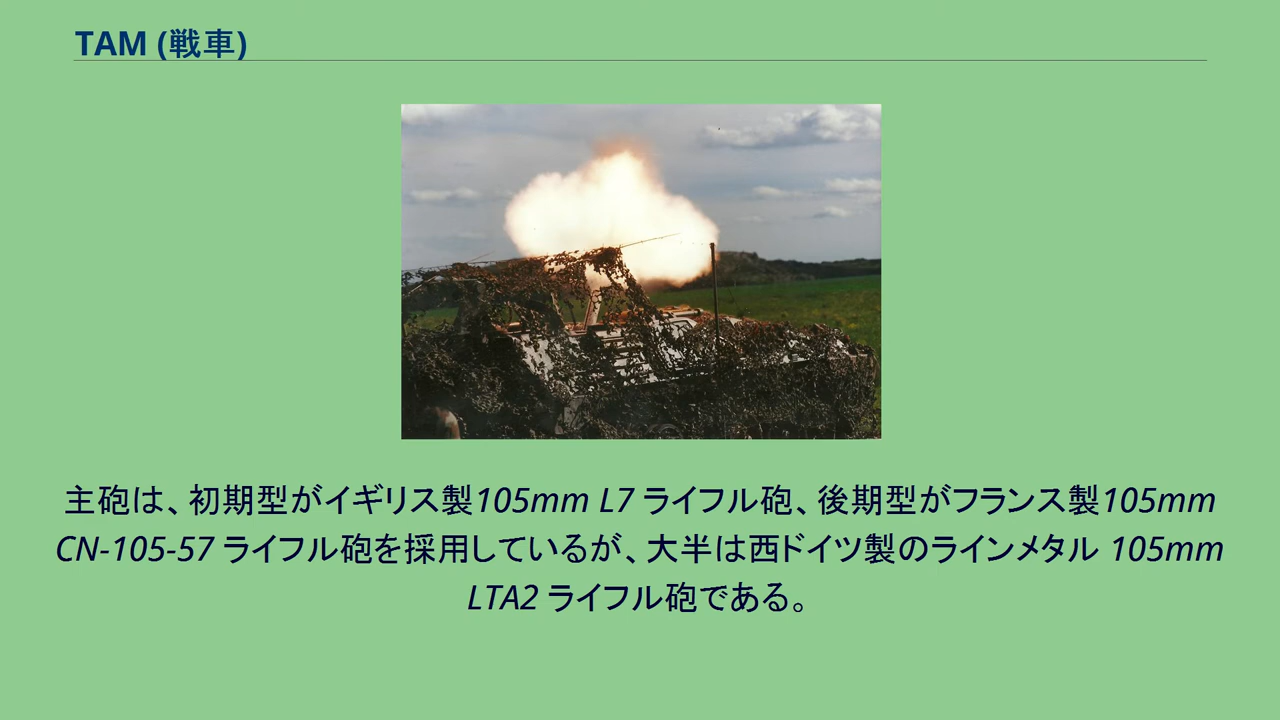 TAM (戦車)
主砲は、初期型がイギリス製105mm L7 ライフル砲、後期型がフランス製105mm
CN-105-57 ライフル砲を採用しているが、大半は西ドイツ製のラインメタル 105mm
LTA2 ライフル砲である。